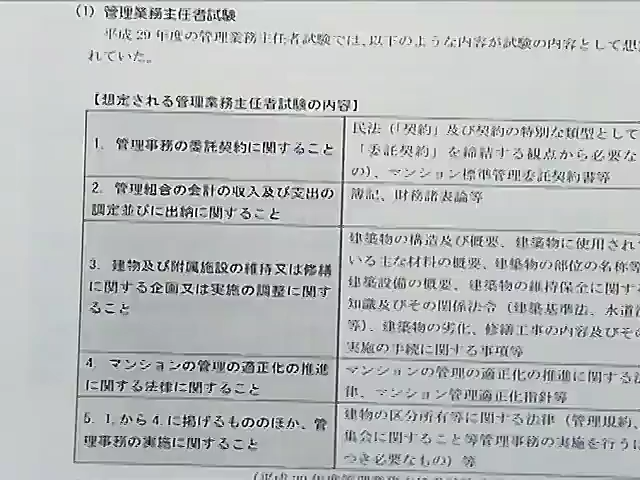 (1) 管理業務主任者試験
平成29年度の管理業務主任者試験では、以下のような内容が試験の内容として想
れていた。
【想定される管理業務主任者試験の内容】
1. 管理事務の委託契約に関すること
民法（「契約」及び契約の特別な類型として
「委託契約」を締結する観点から必要な
の）、マンション標準管理委託契約書等
2. 管理組合の会計の収入及び支出の
調定並びに出納に関すること
簿記、財務諸表論等
3. 建物及び附属施設の維持又は修繕
に関する企画又は実施の調整に関す
ること
建築物の構造及び概要、建築物に使用されて
いる主な材料の概要、建築物の部位の名称等
建築設備の概要、建築物の維持保全に関す
知識及びその関係法令（建築基準法、水道
等）、建築物の劣化、修繕工事の内容及びその
実施の手続に関する事項等
4. マンションの管理の適正化の推進
に関する法律に関すること
マンションの管理の適正化の推進に関する法
律、マンション管理適正化指針等
5. 1.から4.に掲げるもののほか、管
理事務の実施に関すること
建物の区分所有等に関する法律（管理規約、
集会に関すること等管理事務の実施を行うに
つき必要なもの）等